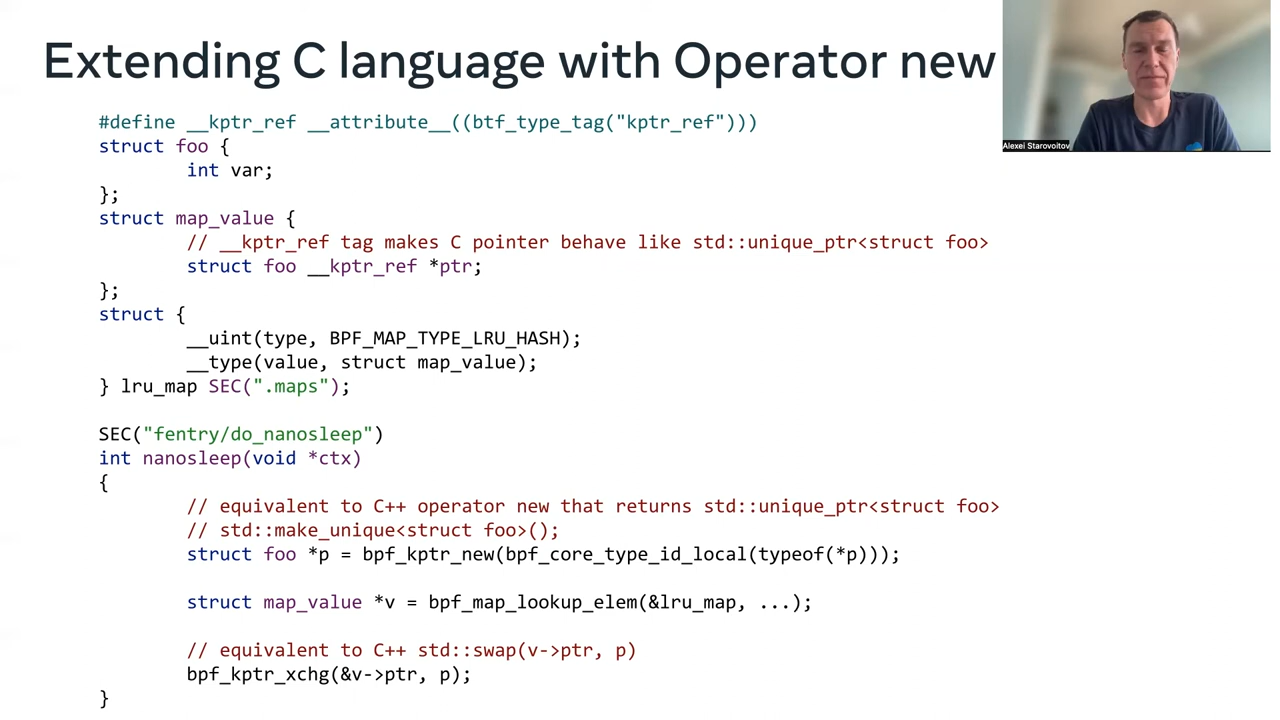 Extending C language with Operator new
Alexei Starovoitov
#define __kptr_ref __attribute__((btf_type_tag("kptr_ref")))
struct foo {
        int var;
};
struct map_value {
        // __kptr_ref tag makes C pointer behave like std::unique_ptr<struct foo>
        struct foo __kptr_ref *ptr;
};
struct {
        __uint(type, BPF_MAP_TYPE_LRU_HASH);
        __type(value, struct map_value);
} lru_map SEC(".maps");
SEC("fentry/do_nanosleep")
int nanosleep(void *ctx)
{
        // equivalent to C++ operator new that returns std::unique_ptr<struct foo>
        // std::make_unique<struct foo>();
        struct foo *p = bpf_kptr_new(bpf_core_type_id_local(typeof(*p)));
        struct map_value *v = bpf_map_lookup_elem(&lru_map, ...);
        // equivalent to C++ std::swap(v->ptr, p)
        bpf_kptr_xchg(&v->ptr, p);
}